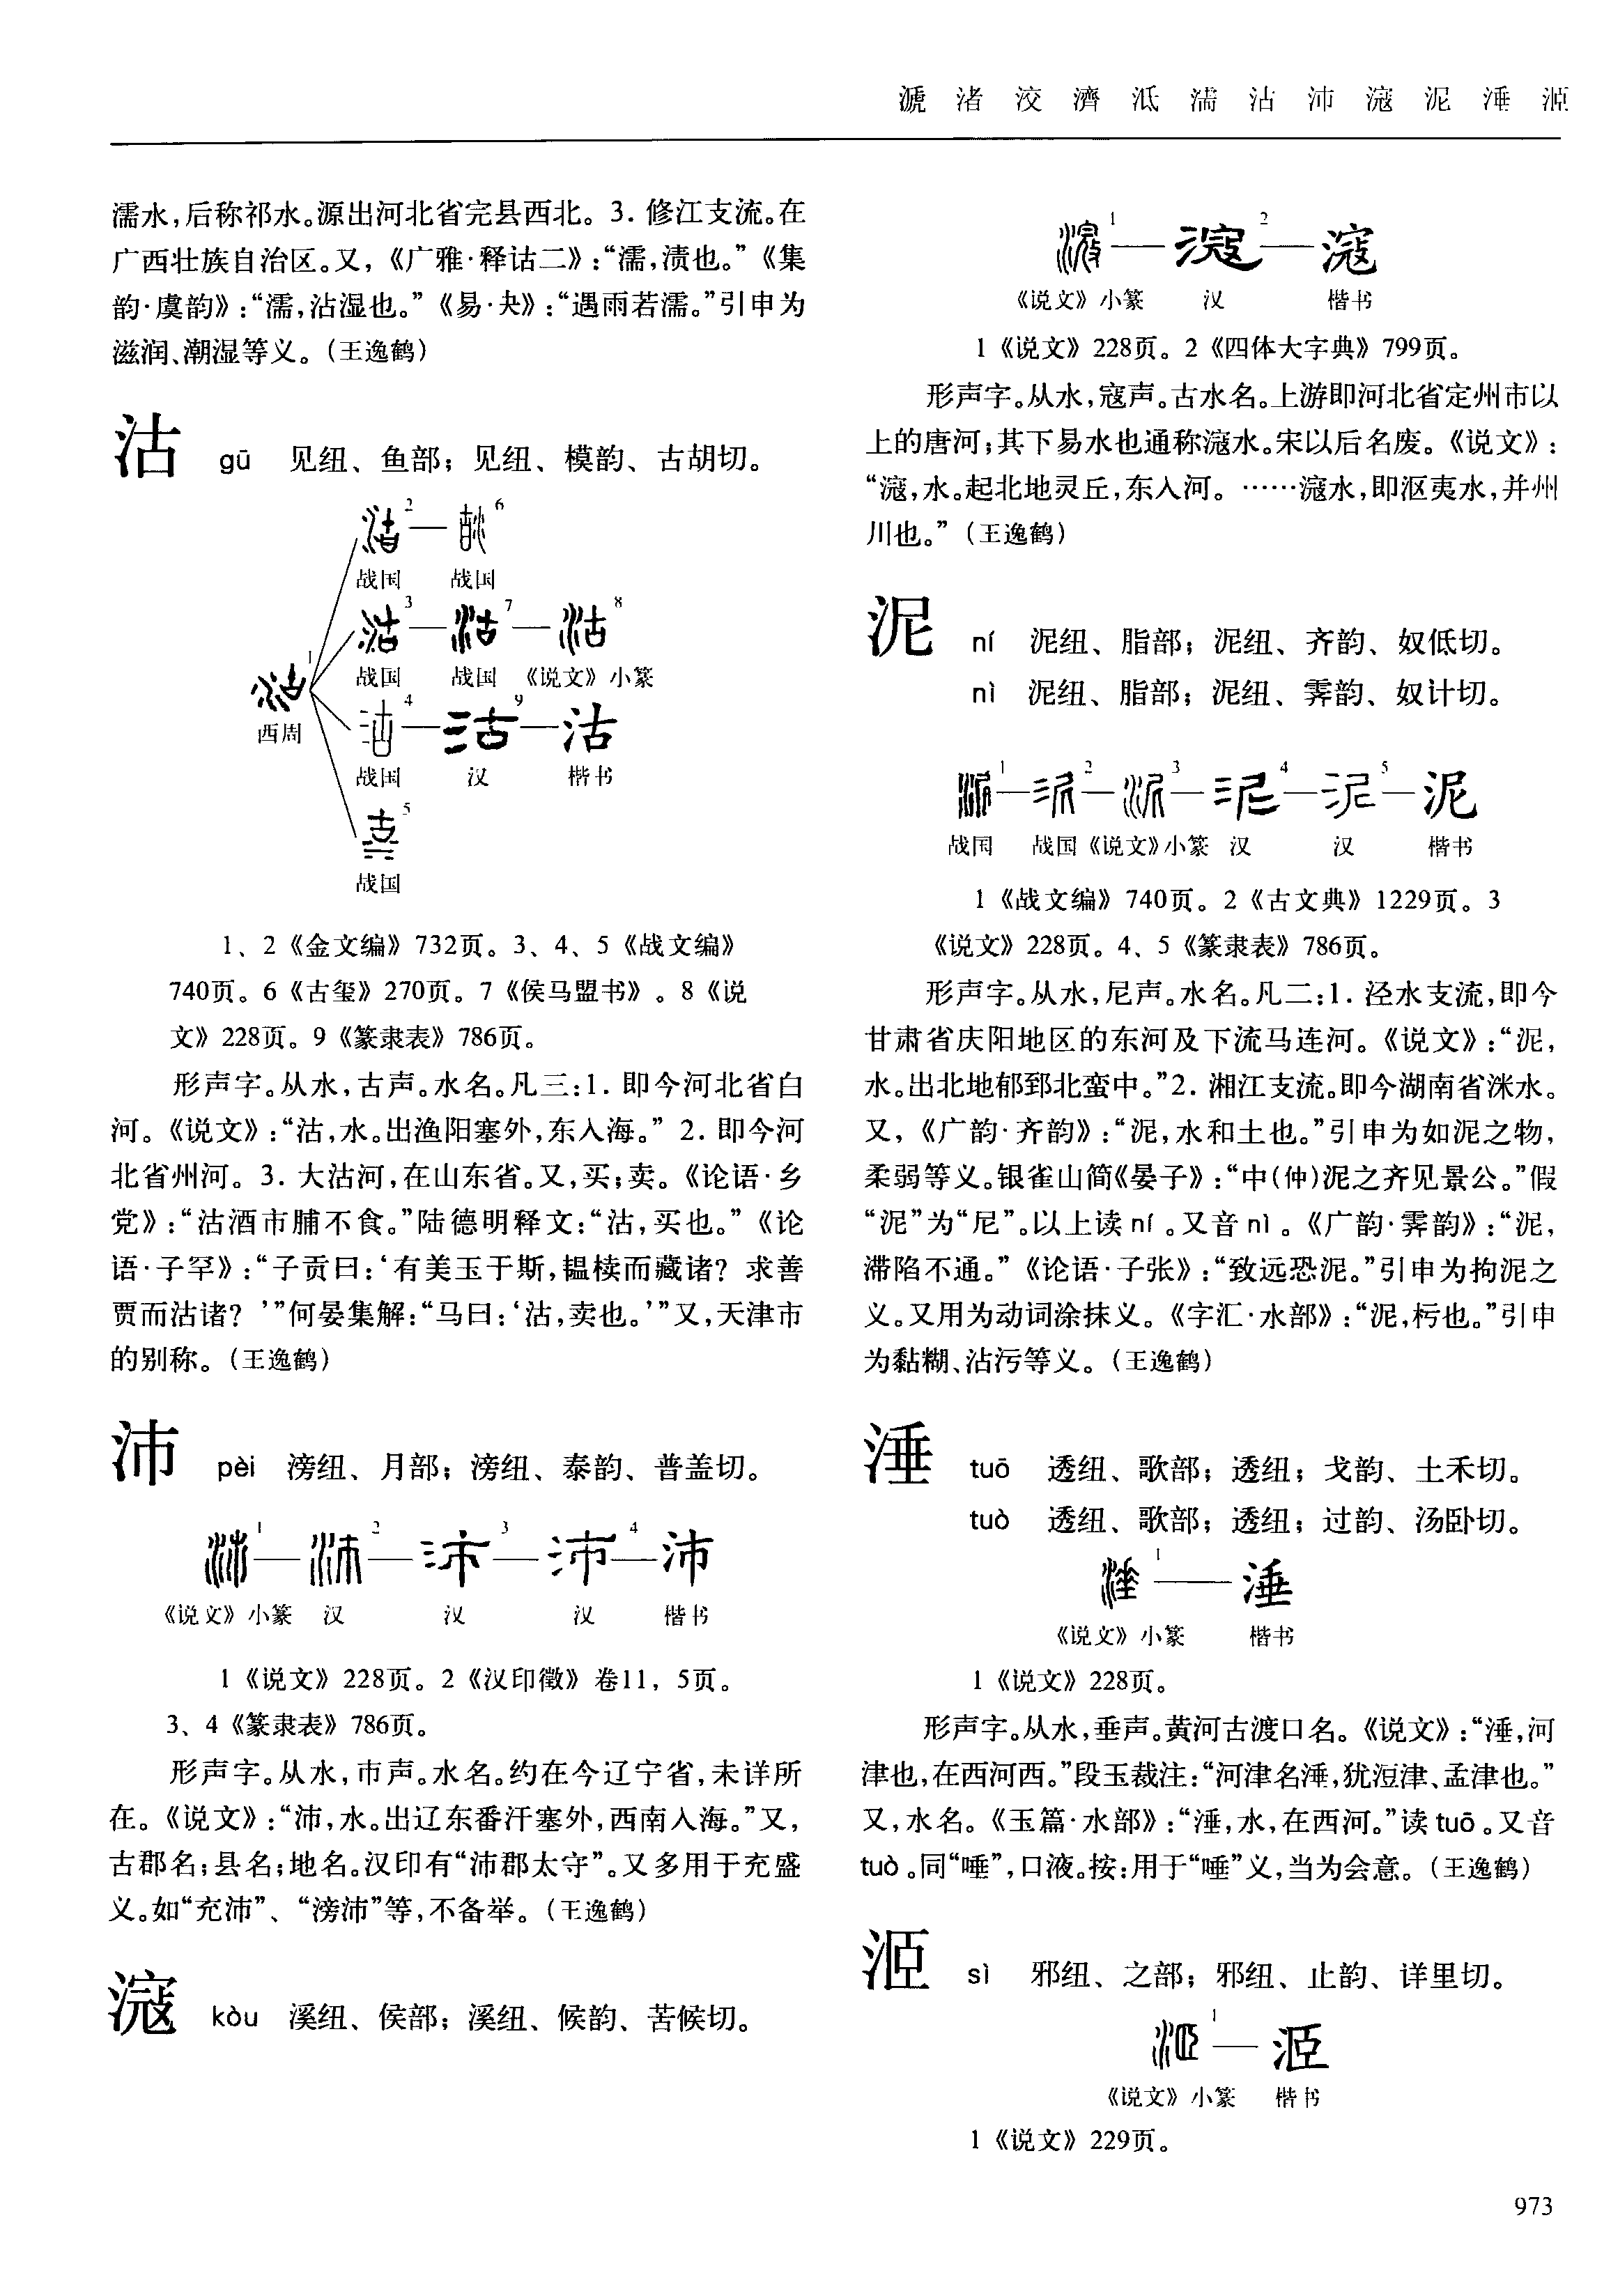 㴲 渚 洨 濟 泜 濡 沽 沛 滱 泥 涶 洍
濡水，后称祁水。源出河北省完县西北。3. 修江支流。在
广西壮族自治区。又，《广雅·释诂二》：“濡，渍也。”《集
韵·虞韵》：“濡，沾湿也。”《易·夬》：“遇雨若濡。”引申为
滋润、潮湿等义。（王逸鹤）
沽 gū 见纽、鱼部；见纽、模韵、古胡切。
2 6
战国 战国
3 7 8
战国 战国 《说文》小篆
1
西周
4 9 沽
战国 汉 楷书
5
战国
1、2《金文编》732页。3、4、5《战文编》
740页。6《古玺》270页。7《侯马盟书》。8《说
文》228页。9《篆隶表》786页。
形声字。从水，古声。水名。凡三：1. 即今河北省白
河。《说文》：“沽，水。出渔阳塞外，东入海。” 2. 即今河
北省州河。3. 大沽河，在山东省。又，买；卖。《论语·乡
党》：“沽酒市脯不食。”陆德明释文：“沽，买也。”《论
语·子罕》：“子贡曰：‘有美玉于斯，韫椟而藏诸？求善
贾而沽诸？’”何晏集解：“马曰：‘沽，卖也。’”又，天津市
的别称。（王逸鹤）
沛 pèi 滂纽、月部；滂纽、泰韵、普盖切。
1 2 3 4 沛
《说文》小篆 汉 汉 汉 楷书
1《说文》228页。2《汉印徵》卷11，5页。
3、4《篆隶表》786页。
形声字。从水，巿声。水名。约在今辽宁省，未详所
在。《说文》：“沛，水。出辽东番汗塞外，西南入海。”又，
古郡名；县名；地名。汉印有“沛郡太守”。又多用于充盛
义。如“充沛”、“滂沛”等，不备举。（王逸鹤）
滱 kòu 溪纽、侯部；溪纽、候韵、苦候切。
1 2 滱
《说文》小篆 汉 楷书
1《说文》228页。2《四体大字典》799页。
形声字。从水，寇声。古水名。上游即河北省定州市以
上的唐河；其下易水也通称滱水。宋以后名废。《说文》：
“滱，水。起北地灵丘，东入河。……滱水，即沤夷水，并州
川也。”（王逸鹤）
泥 ní 泥纽、脂部；泥纽、齐韵、奴低切。
nì 泥纽、脂部；泥纽、霁韵、奴计切。
1 2 3 4 5 泥
战国 战国《说文》小篆 汉 汉 楷书
1《战文编》740页。2《古文典》1229页。3
《说文》228页。4、5《篆隶表》786页。
形声字。从水，尼声。水名。凡二：1. 泾水支流，即今
甘肃省庆阳地区的东河及下流马连河。《说文》：“泥，
水。出北地郁郅北蛮中。”2. 湘江支流。即今湖南省洣水。
又，《广韵·齐韵》：“泥，水和土也。”引申为如泥之物，
柔弱等义。银雀山简《晏子》：“中（仲）泥之齐见景公。”假
“泥”为“尼”。以上读 ní 。又音 nì 。《广韵·霁韵》：“泥，
滞陷不通。”《论语·子张》：“致远恐泥。”引申为拘泥之
义。又用为动词涂抹义。《字汇·水部》：“泥，杇也。”引申
为黏糊、沾污等义。（王逸鹤）
涶 tuō 透纽、歌部；透纽；戈韵、土禾切。
tuò 透纽、歌部；透纽；过韵、汤卧切。
1 涶
《说文》小篆 楷书
1《说文》228页。
形声字。从水，垂声。黄河古渡口名。《说文》：“涶，河
津也，在西河西。”段玉裁注：“河津名涶，犹洹津、孟津也。”
又，水名。《玉篇·水部》：“涶，水，在西河。”读 tuō 。又音
tuò 。同“唾”，口液。按：用于“唾”义，当为会意。（王逸鹤）
洍 sì 邪纽、之部；邪纽、止韵、详里切。
1 洍
《说文》小篆 楷书
1《说文》229页。
973